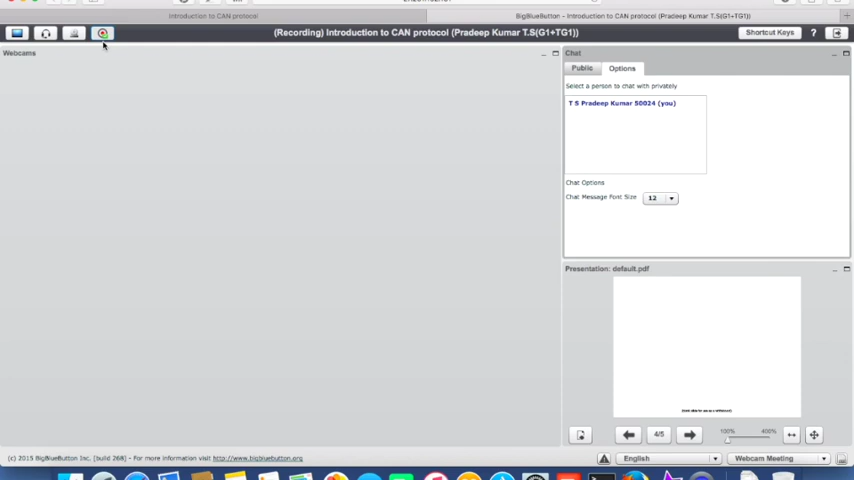 Introduction to CAN protocol
BigBlueButton - Introduction to CAN protocol (Pradeep Kumar T.S(G1+TG1))
(Recording) Introduction to CAN protocol (Pradeep Kumar T.S(G1+TG1))
Shortcut Keys
?
Webcams
Chat
Public
Options
Select a person to chat with privately
T S Pradeep Kumar 50024 (you)
Chat Options
Chat Message Font Size
12
Presentation: default.pdf
4/5
100%
400%
(c) 2015 BigBlueButton Inc. [build 268] - For more information visit http://www.bigbluebutton.org
English
Webcam Meeting